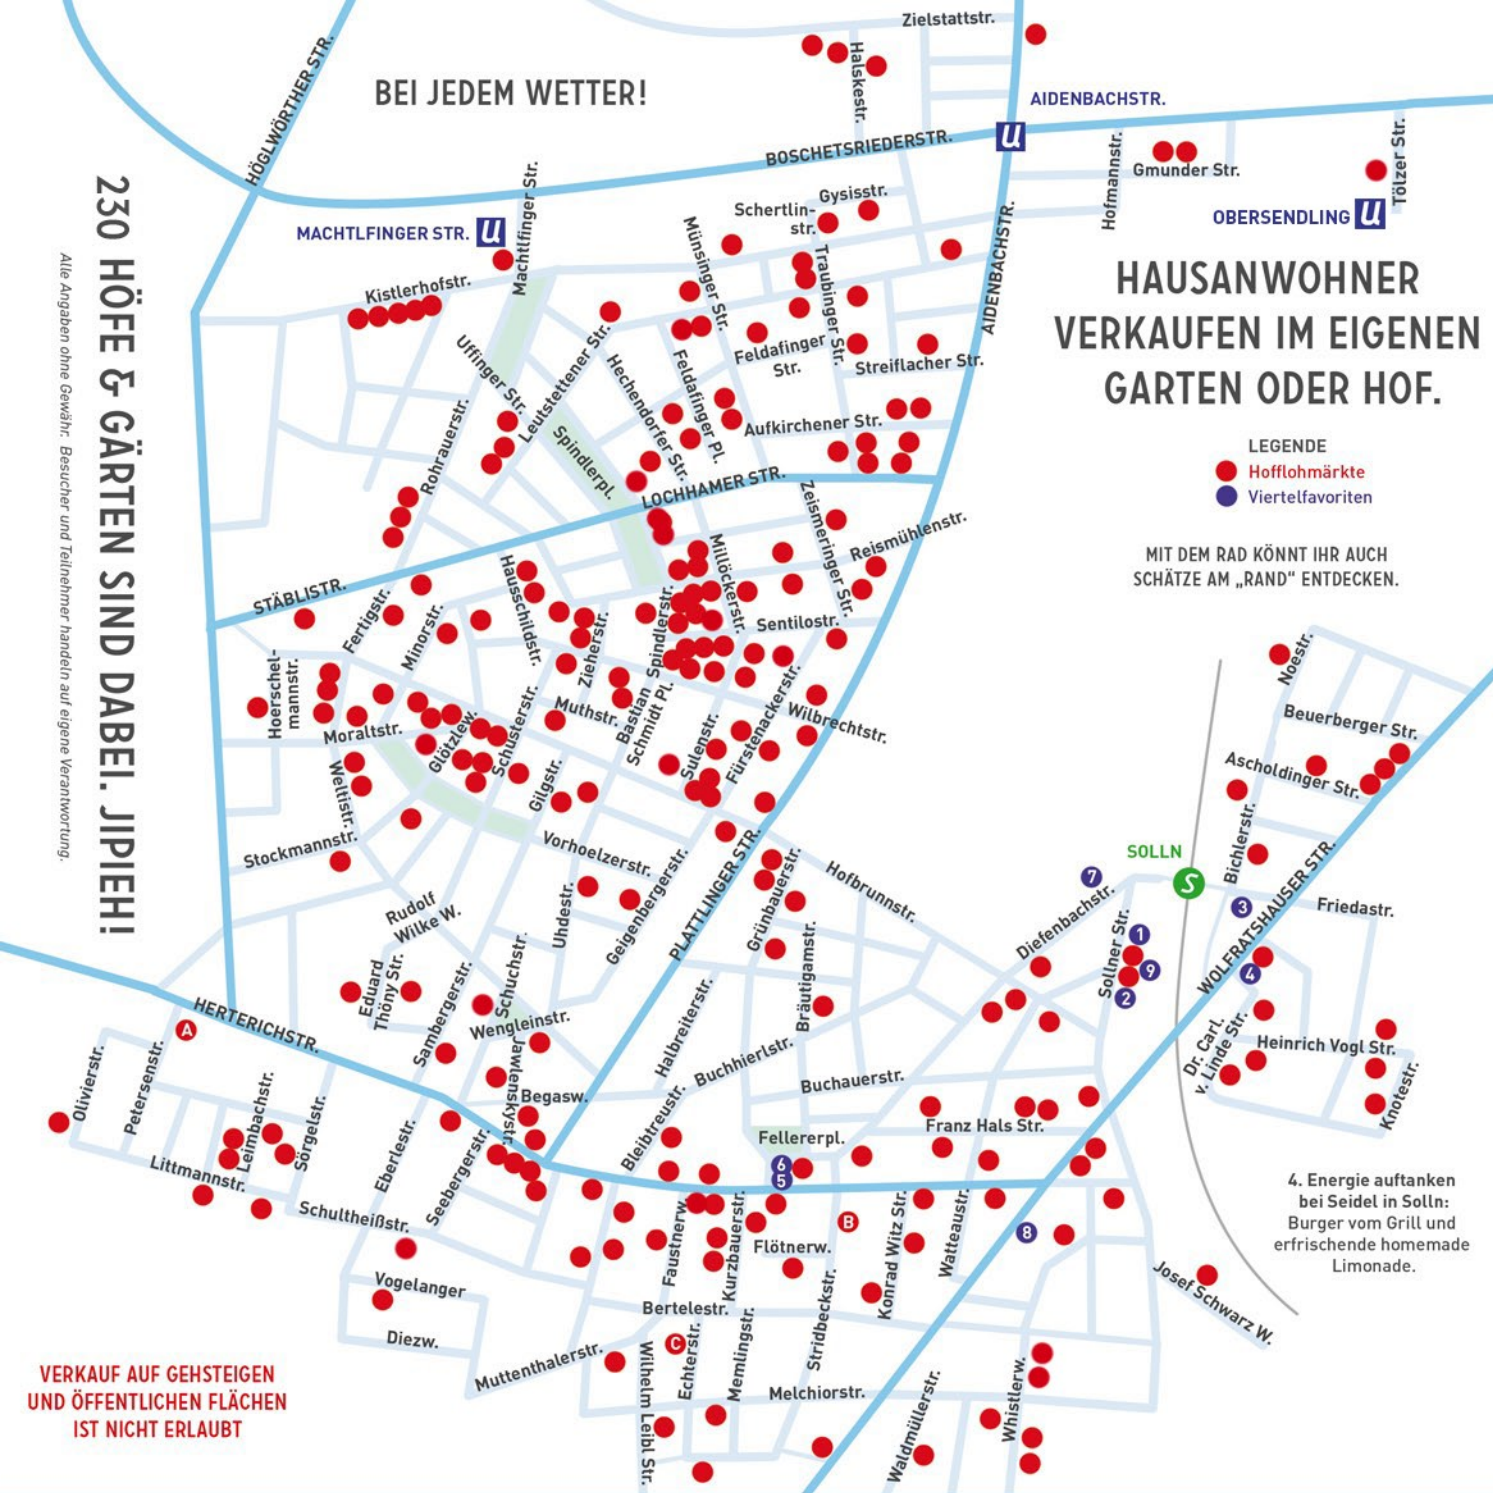 Zielstattstr.
Halskestr.
HÖGLWÖRTHER STR.
BEI JEDEM WETTER!
AIDENBACHSTR.
U
BOSCHETSRIEDERSTR.
Hofmannstr.
Gmunder Str.
Tölzer Str.
OBERSENDLING U
MACHTLFINGER STR. U
Machtlfinger Str.
Gysisstr.
Schertlin-
str.
Münsinger Str.
Traubinger Str.
AIDENBACHSTR.
Kistlerhofstr.
230 HÖFE & GÄRTEN SIND DABEI. JIPIEH!!
Alle Angaben ohne Gewähr. Besucher und Teilnehmer handeln auf eigene Verantwortung.
HAUSANWOHNER
VERKAUFEN IM EIGENEN
GARTEN ODER HOF.
LEGENDE
Hofflohmärkte
Viertelfavoriten
MIT DEM RAD KÖNNT IHR AUCH
SCHÄTZE AM „RAND“ ENTDECKEN.
Uffinger Str.
Leutstettener Str.
Hechendorfer Str.
Feldafinger Pl.
Feldafinger
Str.
Streiflacher Str.
Aufkirchener Str.
Rohrauerstr.
Spindlerpl.
LOCHHAMER STR.
Zeismeringer Str.
Reismühlenstr.
STÄBLISTR.
Fertigstr.
Minorstr.
Hausschildstr.
Zieherstr.
Spindlerstr.
Millöckerstr.
Sentilostr.
Hoerschel-
mannstr.
Moraltstr.
Glötzlew.
Schusterstr.
Muthstr.
Bastian
Schmidt Pl.
Sulenstr.
Fürstenackerstr.
Wilbrechtstr.
Weltistr.
Gilgstr.
Stockmannstr.
Vorhoelzerstr.
Noestr.
Beuerberger Str.
Ascholdinger Str.
Bichlerstr.
SOLLN
S
7
3
Friedastr.
WOLFRATSHAUSER STR.
Rudolf
Wilke W.
Uhdestr.
Geigenbergerstr.
PLATTLINGER STR.
Grünbauerstr.
Hofbrunnstr.
Bräutigamstr.
Diefenbachstr.
Sollner Str.
1
9
2
4
Eduard
Thöny Str.
Sambergerstr.
Schuchstr.
Wengleinstr.
Halbreiterstr.
Buchhierlstr.
Buchauerstr.
Dr. Carl.
v. Linde Str.
Heinrich Vogl Str.
Knotestr.
HERTERICHSTR.
A
Olivierstr.
Petersenstr.
Leimbachstr.
Sörgelstr.
Littmannstr.
Schultheißstr.
Eberlestr.
Seebergerstr.
Jawlenskystr.
Begasw.
Bleibtreustr.
Fellererpl.
6
5
Franz Hals Str.
B
8
Faustnerw.
Kurzbauerstr.
Flötnerw.
Konrad Witz Str.
Watteaustr.
Vogelanger
Diezw.
Muttenthalerstr.
Bertelestr.
C
Wilhelm Leibl Str.
Echterstr.
Memlingstr.
Stridbeckstr.
Melchiorstr.
Waldmüllerstr.
Whistlerw.
Josef Schwarz W.
4. Energie auftanken
bei Seidel in Solln:
Burger vom Grill und
erfrischende homemade
Limonade.
VERKAUF AUF GEHSTEIGEN
UND ÖFFENTLICHEN FLÄCHEN
IST NICHT ERLAUBT